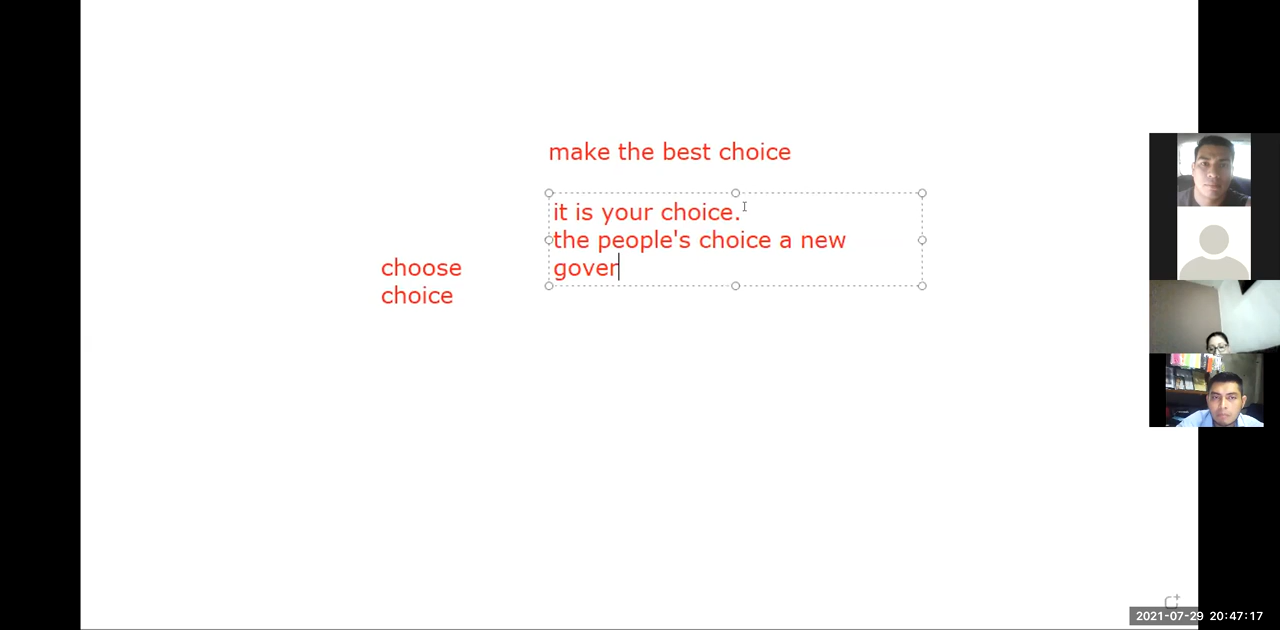 make the best choice
it is your choice.
the people's choice a new
gover
choose
choice
2021-07-29 20:47:17